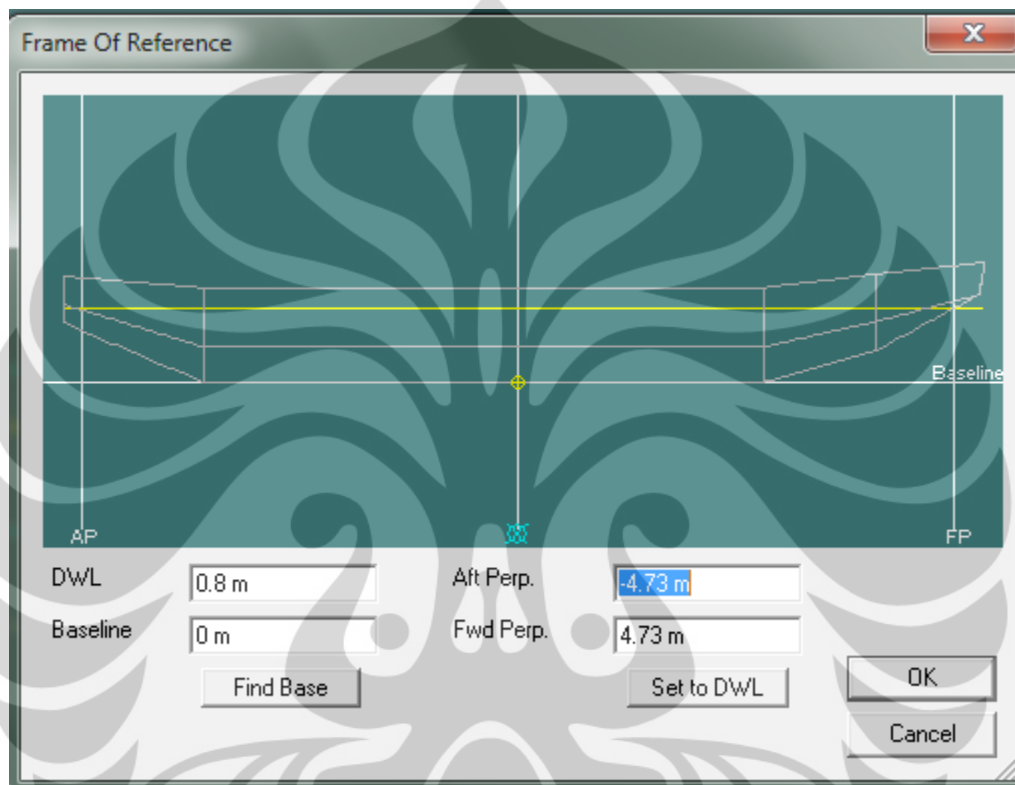 Frame Of Reference
Baseline
AP
FP
DWL
0.8 m
Aft Perp.
-4.73 m
Baseline
0 m
Fwd Perp.
4.73 m
Find Base
Set to DWL
OK
Cancel